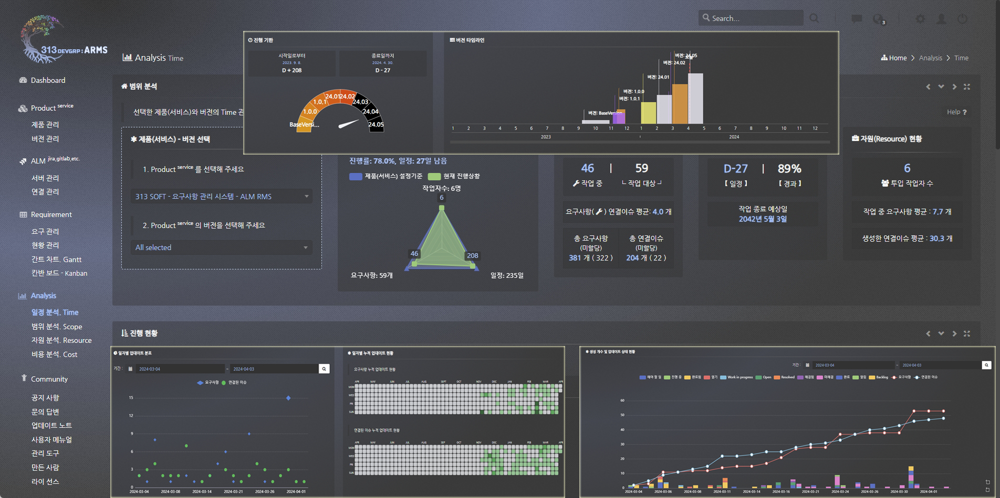 Search...
3
313 DEVGRP : ARMS
Analysis Time
Home > Analysis > Time
Dashboard
Product service
제품 관리
버전 관리
ALM jira,gitlab,etc.
서버 관리
연결 관리
Requirement
요구 관리
현황 관리
간트 차트. Gantt
칸반 보드 - Kanban
Analysis
일정 분석. Time
범위 분석. Scope
자원 분석. Resource
비용 분석. Cost
Community
공지 사항
문의 답변
업데이트 노트
사용자 메뉴얼
관리 도구
만든 사람
라이 선스
범위 분석
선택한 제품(서비스)와 버전의 Time
제품(서비스) - 버전 선택
1. Product service 를 선택해 주세요
313 SOFT - 요구사항 관리 시스템 - ALM RMS
2. Product service 의 버전을 선택해 주세요
All selected
진행 기한
시작일로부터
2023. 9. 8.
D + 208
종료일까지
2024. 4. 30.
D - 27
BaseVersi...
1.0.0
1.0.1
24.01
24.02
24.03
24.04
24.05
버전 타임라인
버전: BaseVersion
버전: 1.0.1
버전: 1.0.0
버전: 24.01
버전: 24.02
버전: 24.05
1 2 3 4 5 6 7 8 9 10 11 12 1 2 3 4 5 6 7 8 9 10 11 12
2023 2024
Help ?
진행률: 78.0%, 일정: 27일 남음
제품(서비스) 설정기준 현재 진행상황
작업자수: 6명
6
46
208
요구사항: 59개
일정: 235일
46 | 59
작업 중 ㄴ 작업 대상 ㄴ
요구사항( ) 연결이슈 평균: 4.0 개
총 요구사항
(미할당)
381 개 ( 322 )
총 연결이슈
(미할당)
204 개 ( 22 )
D-27 | 89%
【 일정 】 【 경과 】
작업 종료 예상일
2042년 5월 3일
자원(Resource) 현황
6
투입 작업자 수
작업 중 요구사항 평균 : 7.7 개
생성한 연결이슈 평균 : 30.3 개
진행 현황
일자별 업데이트 분포
기간 : 2024-03-04 ~ 2024-04-03
요구사항 연결된 이슈
15
12
9
6
3
0
2024-03-04 2024-03-08 2024-03-14 2024-03-21 2024-03-26 2024-04-01
일자별 누적 업데이트 현황
요구사항 누적 업데이트 현황
APR MAY JUN JUL AUG SEP OCT NOV DEC JAN FEB MAR APR
MON
WED
FRI
SUN
연결된 이슈 누적 업데이트 현황
APR MAY JUN JUL AUG SEP OCT NOV DEC JAN FEB MAR APR
MON
WED
FRI
SUN
생성 개수 및 업데이트 상태 현황
기간 : 2024-03-04 ~ 2024-04-03
해야 할 일 진행 중 완료됨 열기 Work in progress Open Resolved 해결됨 미해결 완료 열림 Backlog 요구사항 연결된 이슈
60
50
40
30
20
10
0
2024-03-04 2024-03-06 2024-03-08 2024-03-11 2024-03-14 2024-03-16 2024-03-21 2024-03-24 2024-03-26 2024-03-30 2024-04-01